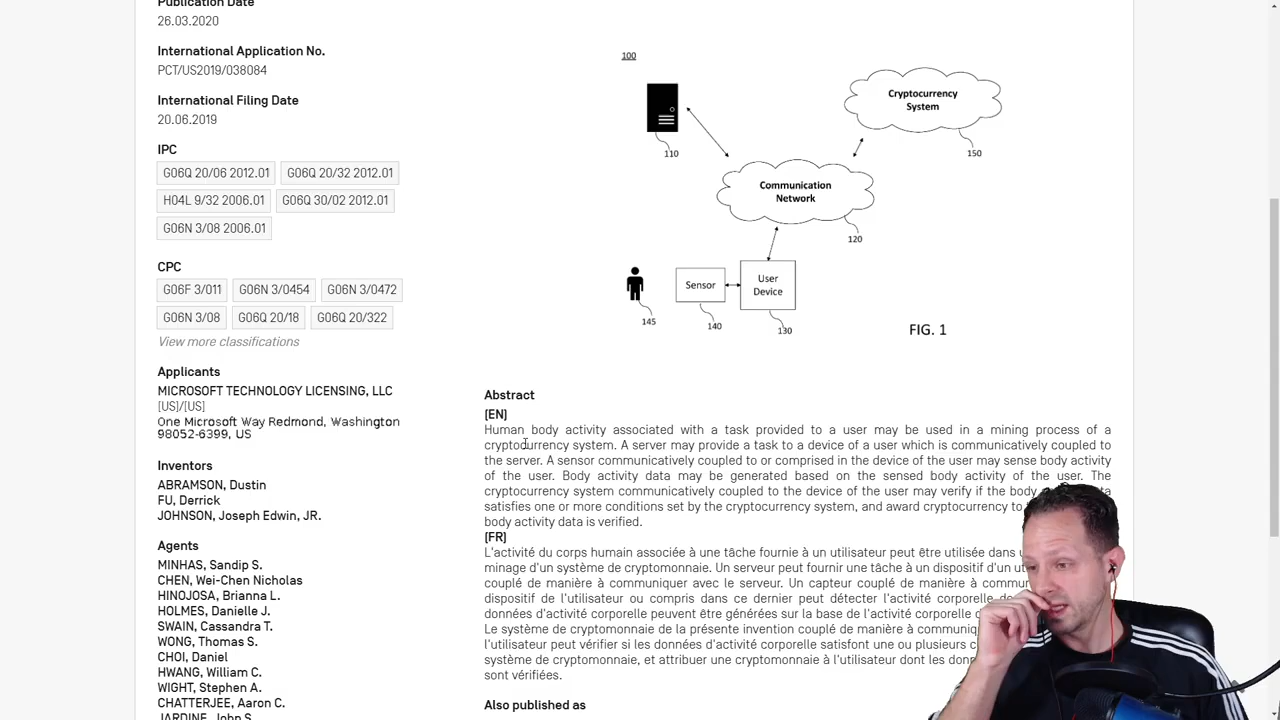 Publication Date
26.03.2020
International Application No.
PCT/US2019/038084
International Filing Date
20.06.2019
IPC
G06Q 20/06 2012.01
G06Q 20/32 2012.01
H04L 9/32 2006.01
G06Q 30/02 2012.01
G06N 3/08 2006.01
CPC
G06F 3/011
G06N 3/0454
G06N 3/0472
G06N 3/08
G06Q 20/18
G06Q 20/322
View more classifications
Applicants
MICROSOFT TECHNOLOGY LICENSING, LLC
[US]/[US]
One Microsoft Way Redmond, Washington
98052-6399, US
Inventors
ABRAMSON, Dustin
FU, Derrick
JOHNSON, Joseph Edwin, JR.
Agents
MINHAS, Sandip S.
CHEN, Wei-Chen Nicholas
HINOJOSA, Brianna L.
HOLMES, Danielle J.
SWAIN, Cassandra T.
WONG, Thomas S.
CHOI, Daniel
HWANG, William C.
WIGHT, Stephen A.
CHATTERJEE, Aaron C.
JARDINE, John S.
100
110
Cryptocurrency
System
150
Communication
Network
120
145
Sensor
140
User
Device
130
FIG. 1
Abstract
[EN]
Human body activity associated with a task provided to a user may be used in a mining process of a
cryptocurrency system. A server may provide a task to a device of a user which is communicatively coupled to
the server. A sensor communicatively coupled to or comprised in the device of the user may sense body activity
of the user. Body activity data may be generated based on the sensed body activity of the user. The
cryptocurrency system communicatively coupled to the device of the user may verify if the body
satisfies one or more conditions set by the cryptocurrency system, and award cryptocurrency to
body activity data is verified.
[FR]
L'activité du corps humain associée à une tâche fournie à un utilisateur peut être utilisée dans
minage d'un système de cryptomonnaie. Un serveur peut fournir une tâche à un dispositif d'un
couplé de manière à communiquer avec le serveur. Un capteur couplé de manière à
dispositif de l'utilisateur ou compris dans ce dernier peut détecter l'activité corporelle
données d'activité corporelle peuvent être générées sur la base de l'activité corporelle
Le système de cryptomonnaie de la présente invention couplé de manière à
l'utilisateur peut vérifier si les données d'activité corporelle satisfont une ou plusieurs
système de cryptomonnaie, et attribuer une cryptomonnaie à l'utilisateur dont les
sont vérifiées.
Also published as